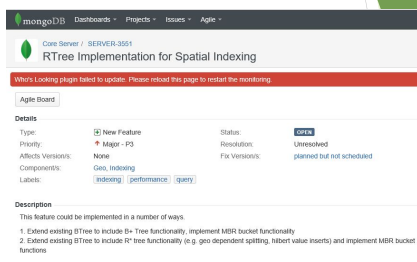 mongoDB Dashboards Projects Issues Agile
Core Server / SERVER-3551
RTree Implementation for Spatial Indexing
Who's Looking plugin failed to update. Please reload this page to restart the monitoring.
Agile Board
Details
Type: New Feature Status: OPEN
Priority: Major - P3 Resolution: Unresolved
Affects Version/s: None Fix Version/s: planned but not scheduled
Component/s: Geo, Indexing
Labels: indexing performance query
Description
This feature could be implemented in a number of ways.
1. Extend existing BTree to include B+ Tree functionality, implement MBR bucket functionality
2. Extend existing BTree to include R* tree functionality (e.g. geo dependent splitting, hilbert value inserts) and implement MBR bucket
functions